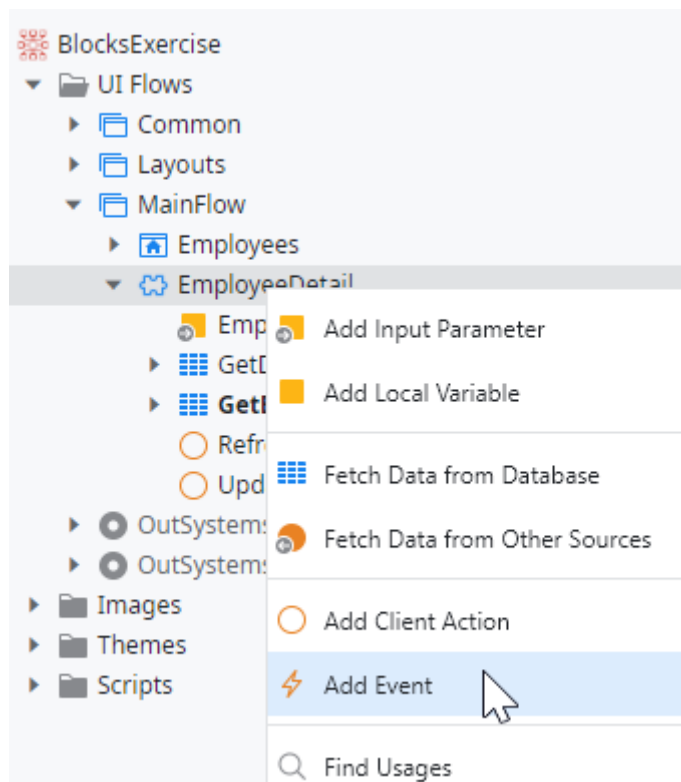 BlocksExercise
UI Flows
Common
Layouts
MainFlow
Employees
EmployeeDetail
Emp
Add Input Parameter
GetD
Add Local Variable
Get
Fetch Data from Database
Refr
Upd
Fetch Data from Other Sources
OutSystems
OutSystems
Images
Add Client Action
Themes
Scripts
Add Event
Find Usages